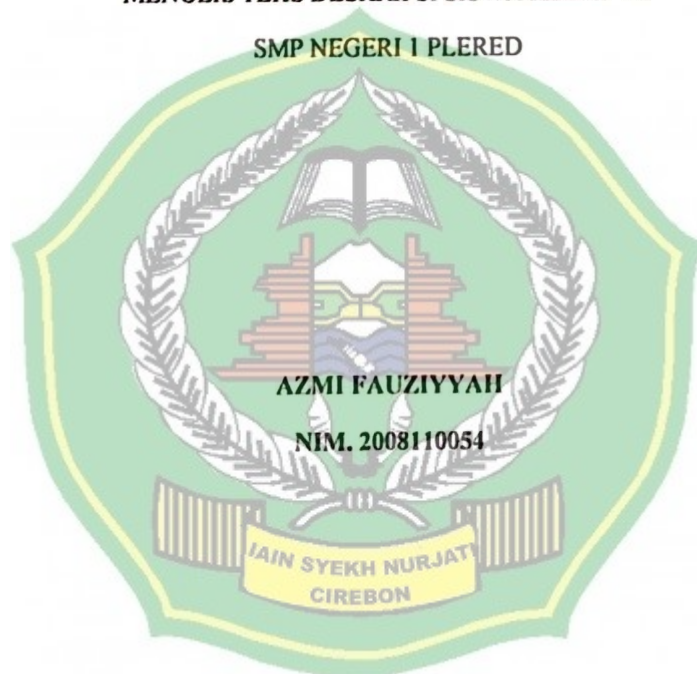 SMP NEGERI 1 PLERED
AZMI FAUZIYYAH
NIM. 2008110054
IAIN SYEKH NURJATI
CIREBON